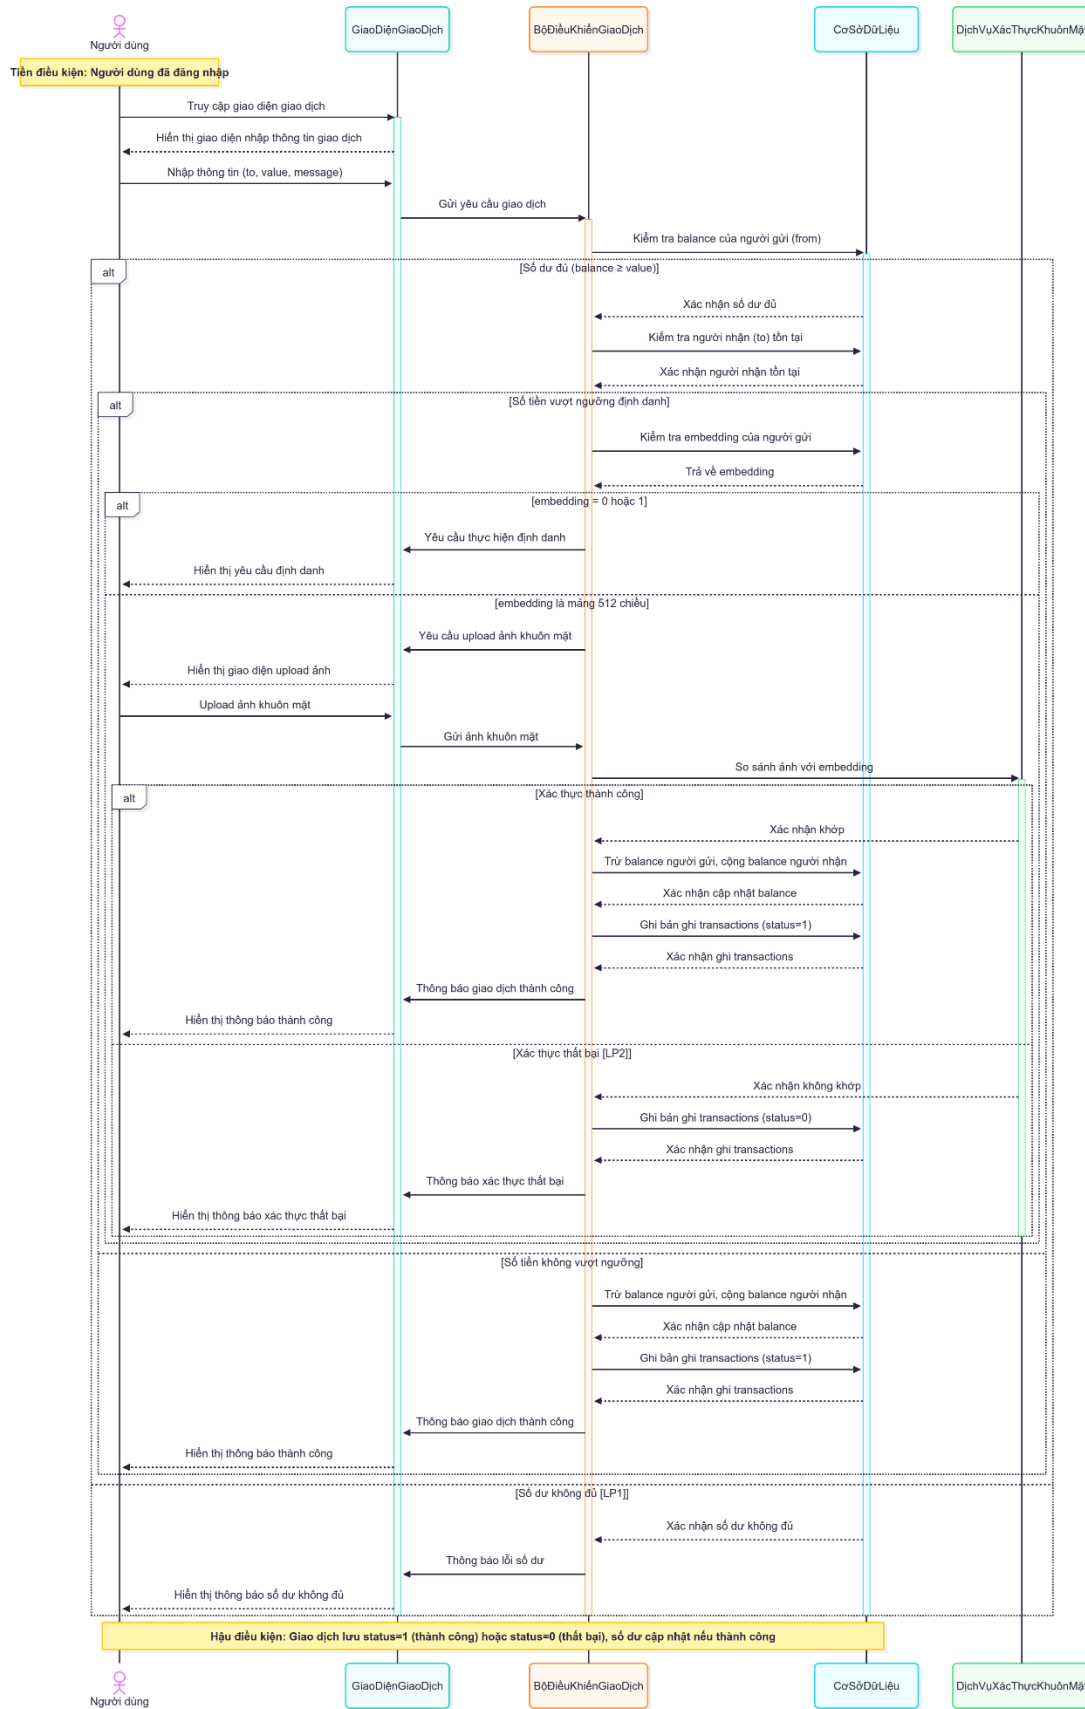 Người dùng
GiaoDiệnGiaoDịch
BộĐiềuKhiểnGiaoDịch
CơSởDữLiệu
DịchVụXácThựcKhuônMặt
Tiền điều kiện: Người dùng đã đăng nhập
Truy cập giao diện giao dịch
Hiển thị giao diện nhập thông tin giao dịch
Nhập thông tin (to, value, message)
Gửi yêu cầu giao dịch
Kiểm tra balance của người gửi (from)
alt
[Số dư đủ (balance ≥ value)]
Xác nhận số dư đủ
Kiểm tra người nhận (to) tồn tại
Xác nhận người nhận tồn tại
alt
[Số tiền vượt ngưỡng định danh]
Kiểm tra embedding của người gửi
Trả về embedding
alt
[embedding = 0 hoặc 1]
Yêu cầu thực hiện định danh
Hiển thị yêu cầu định danh
[embedding là mảng 512 chiều]
Yêu cầu upload ảnh khuôn mặt
Hiển thị giao diện upload ảnh
Upload ảnh khuôn mặt
Gửi ảnh khuôn mặt
So sánh ảnh với embedding
alt
[Xác thực thành công]
Xác nhận khớp
Trừ balance người gửi, cộng balance người nhận
Xác nhận cập nhật balance
Ghi bản ghi transactions (status=1)
Xác nhận ghi transactions
Thông báo giao dịch thành công
Hiển thị thông báo thành công
[Xác thực thất bại [LP2]]
Xác nhận không khớp
Ghi bản ghi transactions (status=0)
Xác nhận ghi transactions
Thông báo xác thực thất bại
Hiển thị thông báo xác thực thất bại
[Số tiền không vượt ngưỡng]
Trừ balance người gửi, cộng balance người nhận
Xác nhận cập nhật balance
Ghi bản ghi transactions (status=1)
Xác nhận ghi transactions
Thông báo giao dịch thành công
Hiển thị thông báo thành công
[Số dư không đủ [LP1]]
Xác nhận số dư không đủ
Thông báo lỗi số dư
Hiển thị thông báo số dư không đủ
Hậu điều kiện: Giao dịch lưu status=1 (thành công) hoặc status=0 (thất bại), số dư cập nhật nếu thành công
Người dùng
GiaoDiệnGiaoDịch
BộĐiềuKhiểnGiaoDịch
CơSởDữLiệu
DịchVụXácThựcKhuônMặt